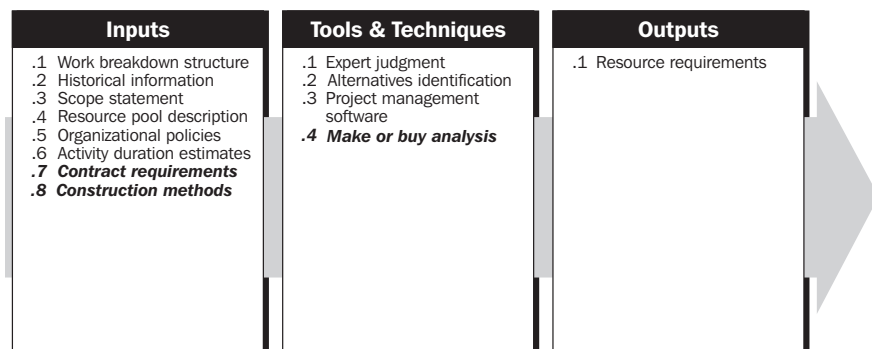 Inputs
.1 Work breakdown structure
.2 Historical information
.3 Scope statement
.4 Resource pool description
.5 Organizational policies
.6 Activity duration estimates
.7 Contract requirements
.8 Construction methods
Tools & Techniques
.1 Expert judgment
.2 Alternatives identification
.3 Project management
software
.4 Make or buy analysis
Outputs
.1 Resource requirements